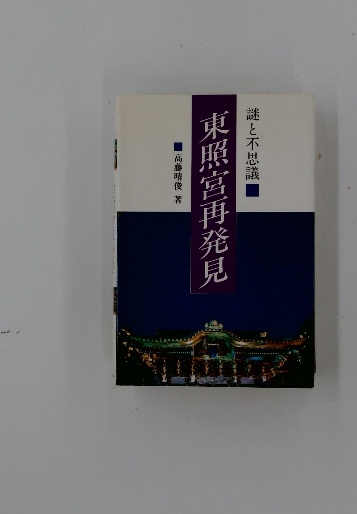 謎と不思議■
東照宮再発見
■高藤晴俊 著